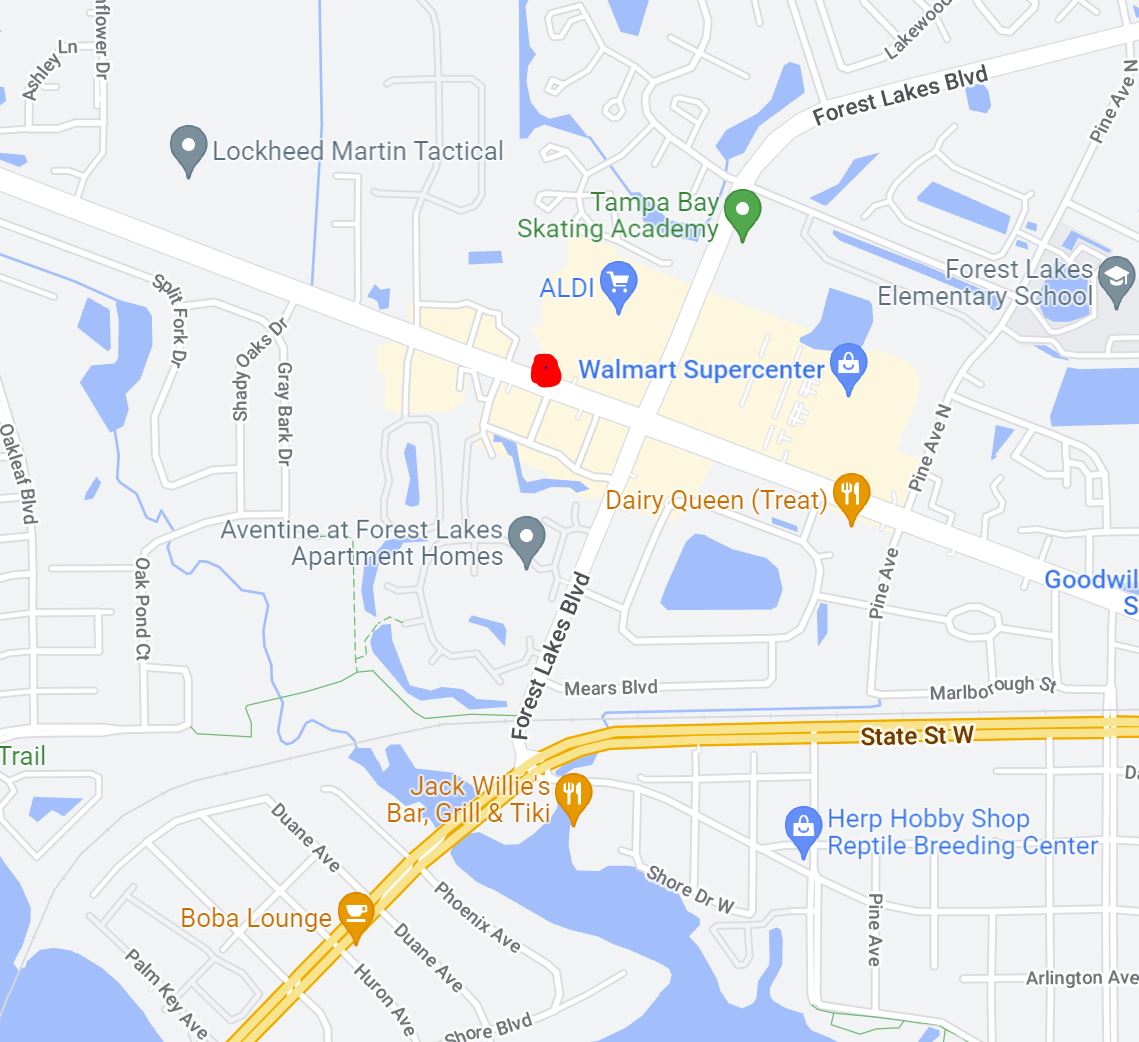 Ashley Ln
nflower Dr
Lakewood
Forest Lakes Blvd
Pine Ave N
Lockheed Martin Tactical
Tampa Bay
Skating Academy
Forest Lakes
Elementary School
ALDI
Split Fork Dr
Shapy Oaks Dr
Gray Bark Dr
Walmart Supercenter
Oakleaf Blvd
Pine Ave N
Dairy Queen (Treat)
Aventine at Forest Lakes
Apartment Homes
Oak Pond Ct
Forest Lakes Blvd
Pine Ave
Goodwil
S
Mears Blvd
Marlborough St
State St W
Trail
Jack Willie's
Bar, Grill & Tiki
Da
Herp Hobby Shop
Reptile Breeding Center
Duane Ave
Shore Dr W
Phoenix Ave
Pine Ave
Boba Lounge
Duane Ave
Palm Key Ave
Huron Ave
Arlington Ave
Shore Blvd